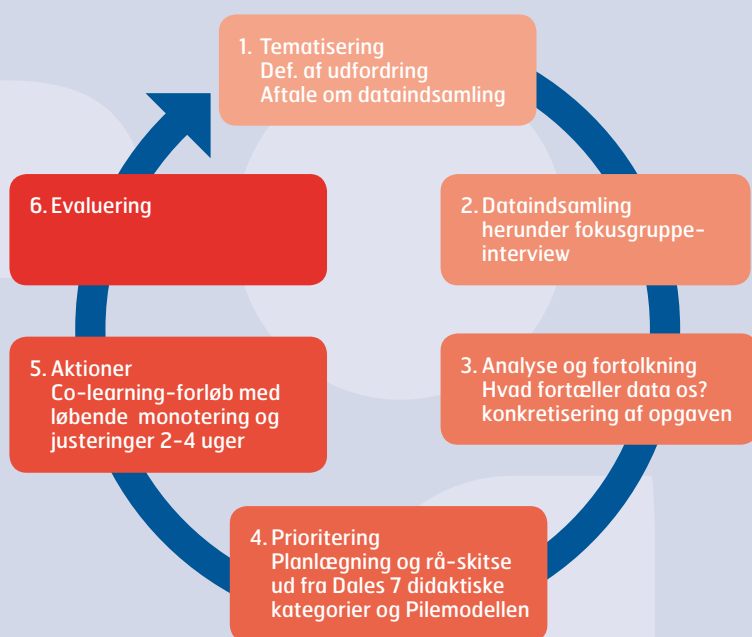 1. Tematisering
Def. af udfordring
Aftale om dataindsamling
2. Dataindsamling
herunder fokusgruppe-
interview
3. Analyse og fortolkning
Hvad fortæller data os?
konkretisering af opgaven
4. Prioritering
Planlægning og rå-skitse
ud fra Dales 7 didaktiske
kategorier og Pilemodellen
5. Aktioner
Co-learning-forløb med
løbende monotering og
justeringer 2-4 uger
6. Evaluering